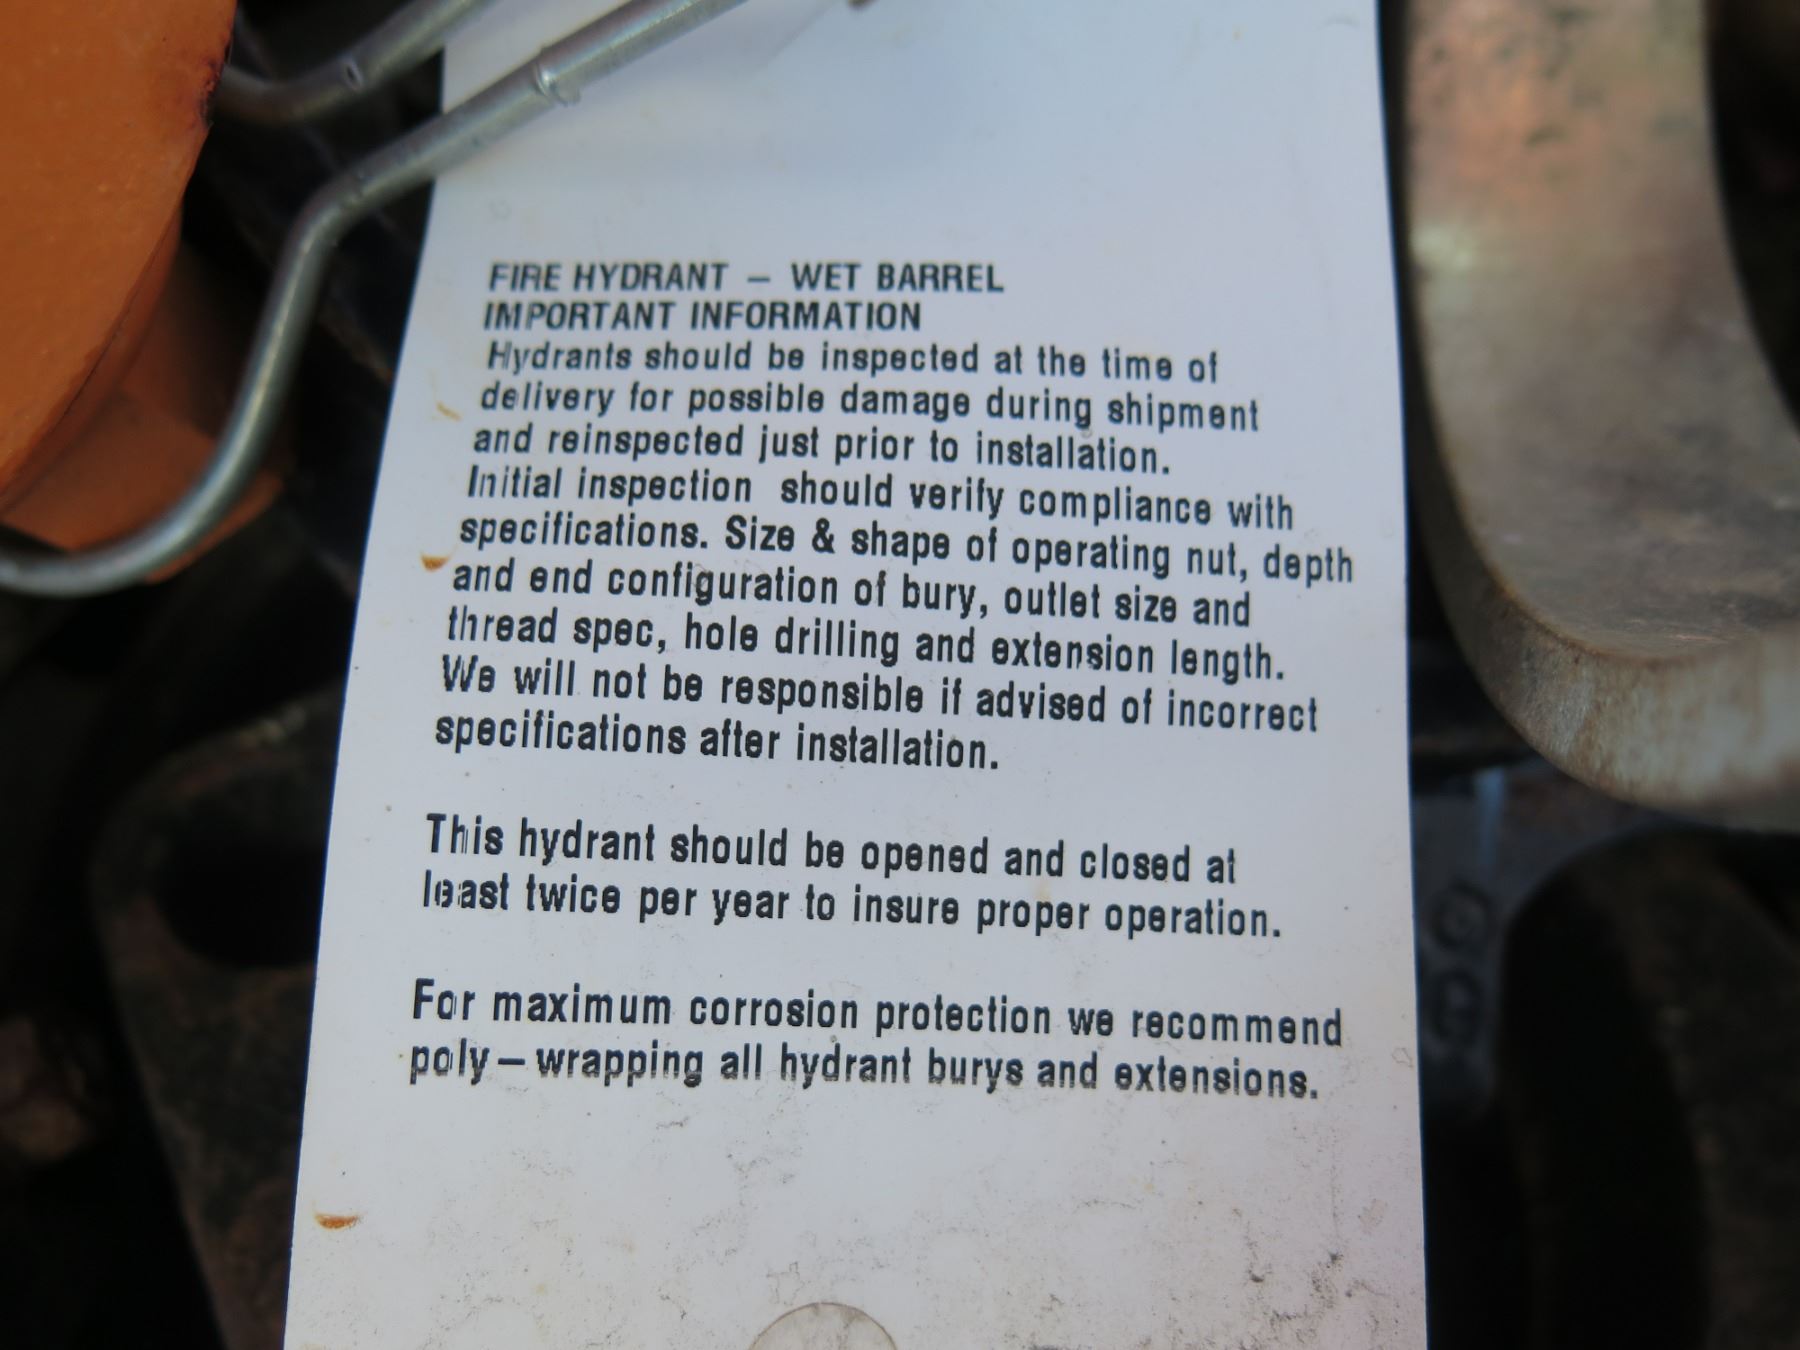 FIRE HYDRANT – WET BARREL
IMPORTANT INFORMATION
Hydrants should be inspected at the time of
delivery for possible damage during shipment
and reinspected just prior to installation.
Initial inspection should verify compliance with
specifications. Size & shape of operating nut, depth
and end configuration of bury, outlet size and
thread spec, hole drilling and extension length.
We will not be responsible if advised of incorrect
specifications after installation.
This hydrant should be opened and closed at
least twice per year to insure proper operation.
For maximum corrosion protection we recommend
poly–wrapping all hydrant burys and extensions.